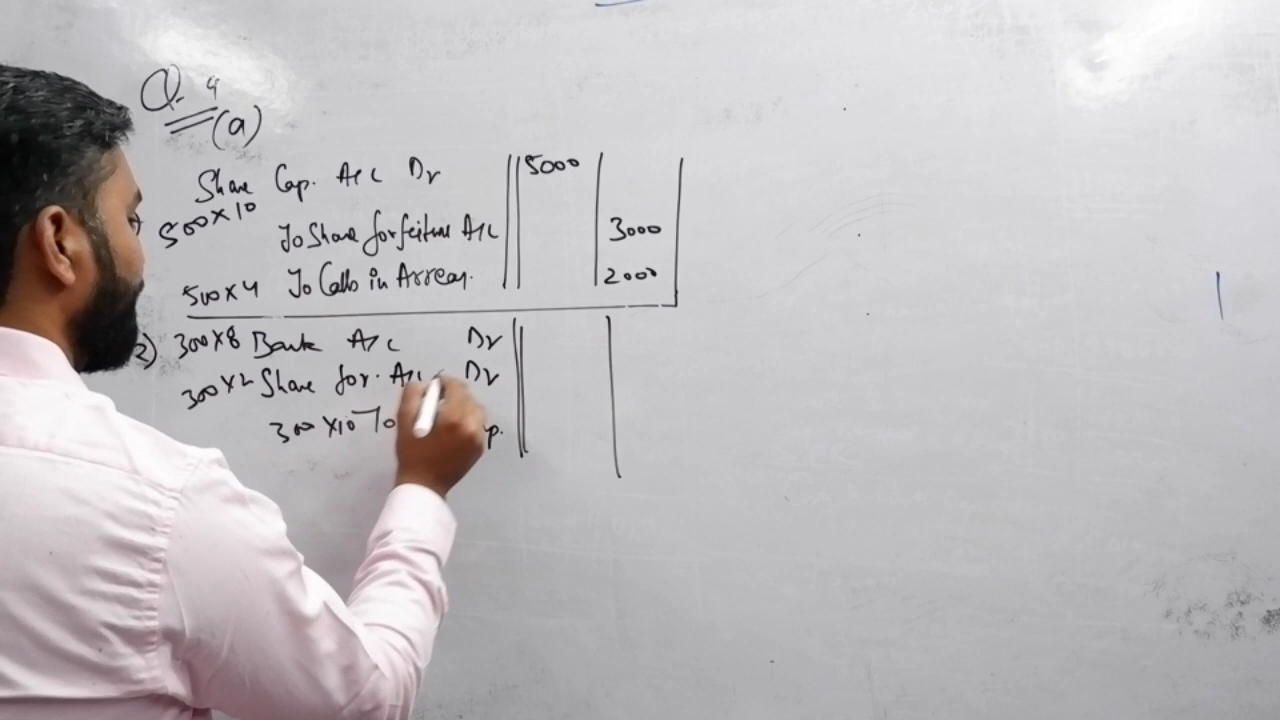 Q. 4
(a)
Share Cap. A/c Dr 5000
500×10
To Share forfeiture A/c 3000
500×4 To Calls in Arrear. 2000
2) 300×8 Bank A/c Dr
300×2 Share for. A/c Dr
300×10 To p.